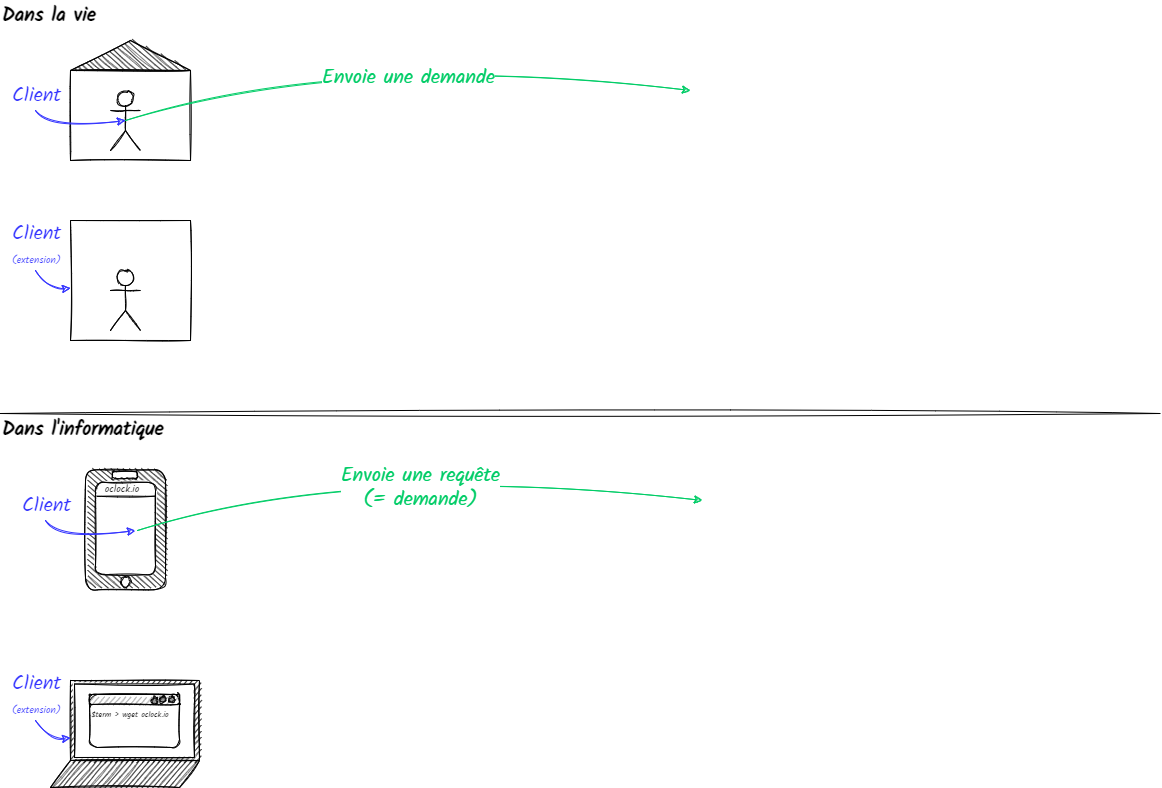 Dans la vie
Envoie une demande
Client
Client
(extension)
Dans l'informatique
Envoie une requête
(= demande)
oclock.io
Client
Client
(extension)
$term > wget oclock.io